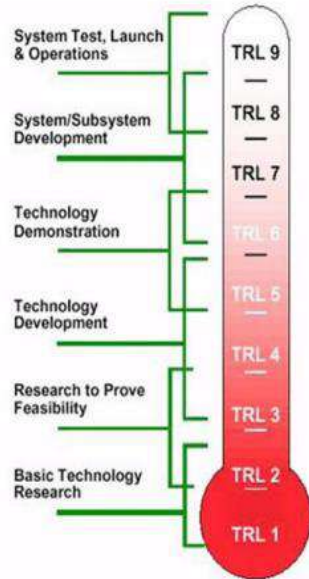 System Test, Launch
& Operations
System/Subsystem
Development
Technology
Demonstration
Technology
Development
Research to Prove
Feasibility
Basic Technology
Research
TRL 9
TRL 8
TRL 7
TRL 6
TRL 5
TRL 4
TRL 3
TRL 2
TRL 1